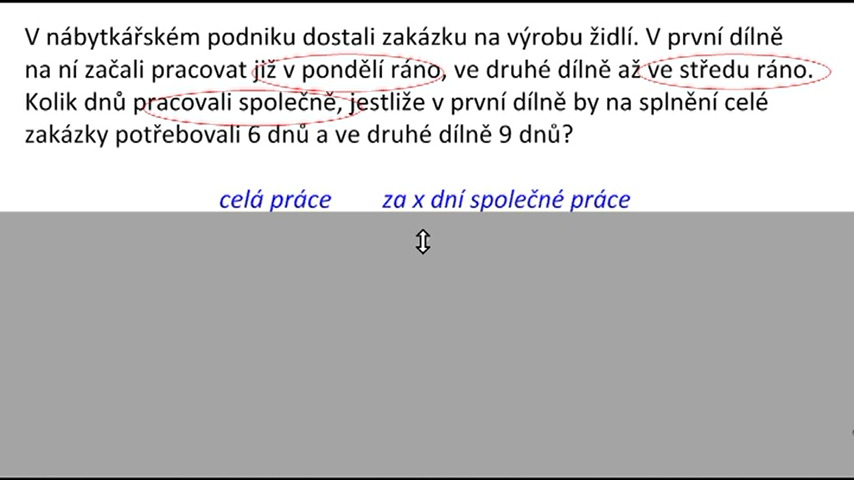 V nábytkářském podniku dostali zakázku na výrobu židlí. V první dílně
na ní začali pracovat již v pondělí ráno, ve druhé dílně až ve středu ráno.
Kolik dnů pracovali společně, jestliže v první dílně by na splnění celé
zakázky potřebovali 6 dnů a ve druhé dílně 9 dnů?
celá práce za x dní společné práce